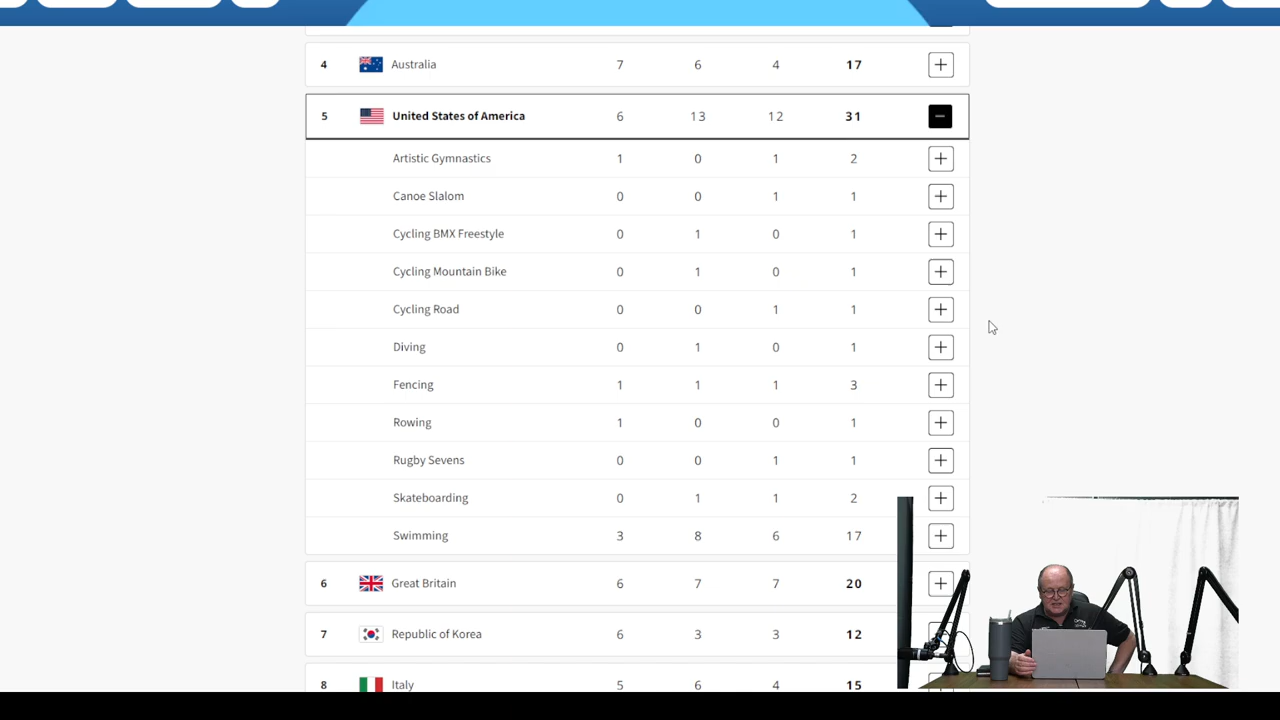 4 Australia 7 6 4 17
5 United States of America 6 13 12 31
Artistic Gymnastics 1 0 1 2
Canoe Slalom 0 0 1 1
Cycling BMX Freestyle 0 1 0 1
Cycling Mountain Bike 0 1 0 1
Cycling Road 0 0 1 1
Diving 0 1 0 1
Fencing 1 1 1 3
Rowing 1 0 0 1
Rugby Sevens 0 0 1 1
Skateboarding 0 1 1 2
Swimming 3 8 6 17
6 Great Britain 6 7 7 20
7 Republic of Korea 6 3 3 12
8 Italy 5 6 4 15